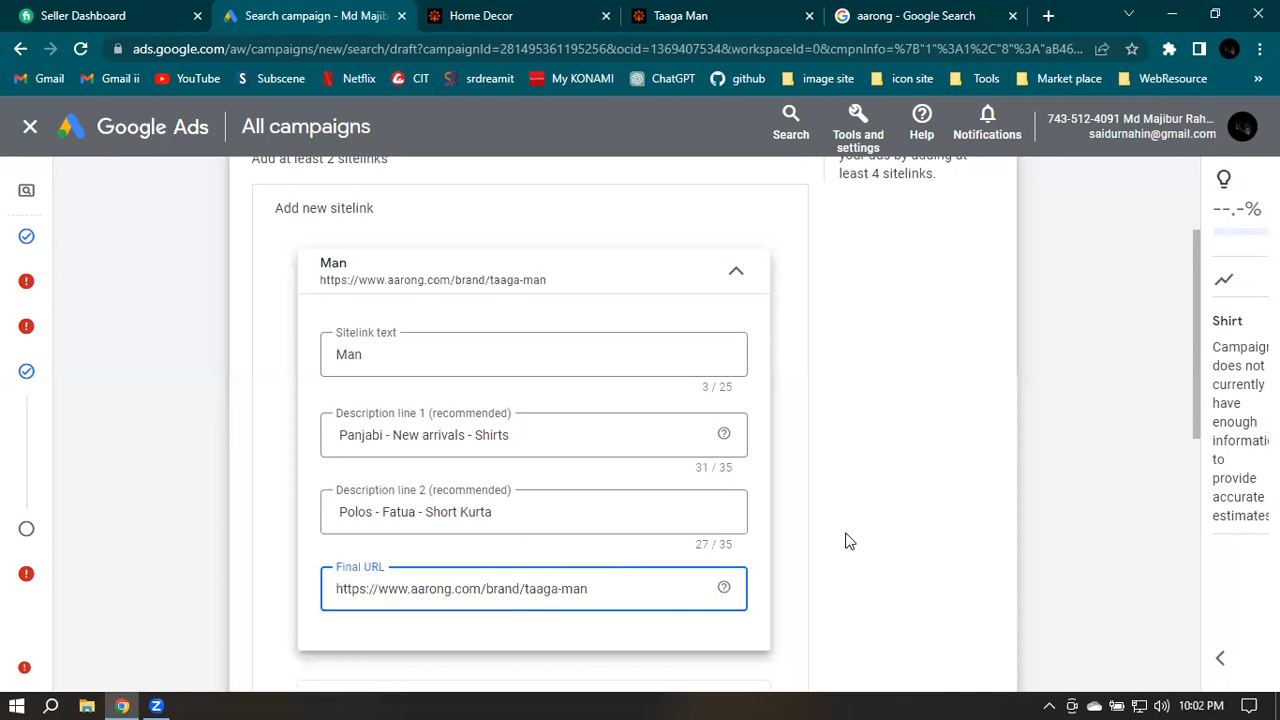 Seller Dashboard
Search campaign - Md Majib
Home Decor
Taaga Man
aarong - Google Search
ads.google.com/aw/campaigns/new/search/draft?campaignId=281495361195256&ocid=13694075534&workspaceId=0&cmpnInfo=%7B"1"%3A1%2C"8"%3A"aB46...
Gmail
Gmail ii
YouTube
Subscene
Netflix
CIT
srdreamit
My KONAMI
ChatGPT
github
image site
icon site
Tools
Market place
WebResource
»
Google Ads
All campaigns
Search
Tools and
settings
Help
Notifications
743-512-4091 Md Majibur Rah...
saidurnahin@gmail.com
Add at least 2 sitelinks
your ads by adding at
least 4 sitelinks.
Add new sitelink
Man
https://www.aarong.com/brand/taaga-man
Sitelink text
Man
3 / 25
Description line 1 (recommended)
Panjabi - New arrivals - Shirts
31 / 35
Description line 2 (recommended)
Polos - Fatua - Short Kurta
27 / 35
Final URL
https://www.aarong.com/brand/taaga-man
--.-%
Shirt
Campaign
does not
currently
have
enough
informati
to
provide
accurate
estimates
10:02 PM